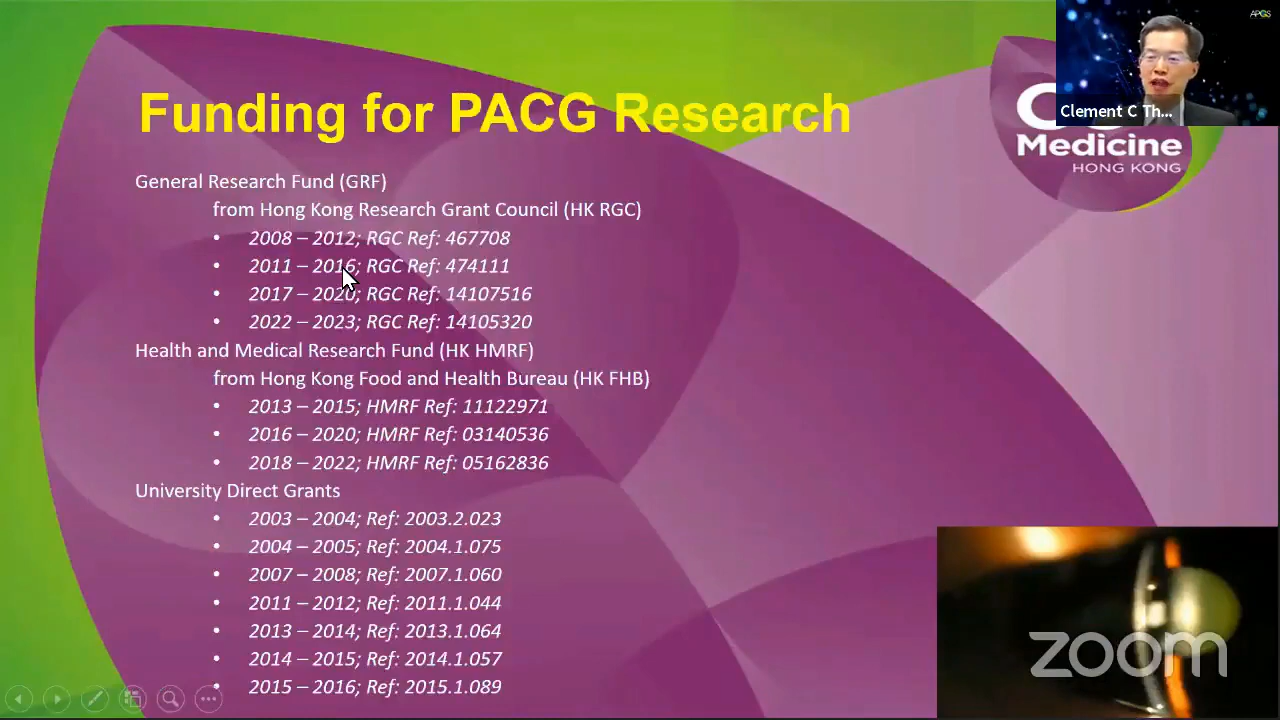 APGS
Clement C Th...
Funding for PACG Research
Medicine
HONG KONG
General Research Fund (GRF)
from Hong Kong Research Grant Council (HK RGC)
• 2008 – 2012; RGC Ref: 467708
• 2011 – 2016; RGC Ref: 474111
• 2017 – 2020; RGC Ref: 14107516
• 2022 – 2023; RGC Ref: 14105320
Health and Medical Research Fund (HK HMRF)
from Hong Kong Food and Health Bureau (HK FHB)
• 2013 – 2015; HMRF Ref: 11122971
• 2016 – 2020; HMRF Ref: 03140536
• 2018 – 2022; HMRF Ref: 05162836
University Direct Grants
• 2003 – 2004; Ref: 2003.2.023
• 2004 – 2005; Ref: 2004.1.075
• 2007 – 2008; Ref: 2007.1.060
• 2011 – 2012; Ref: 2011.1.044
• 2013 – 2014; Ref: 2013.1.064
• 2014 – 2015; Ref: 2014.1.057
• 2015 – 2016; Ref: 2015.1.089
zoom